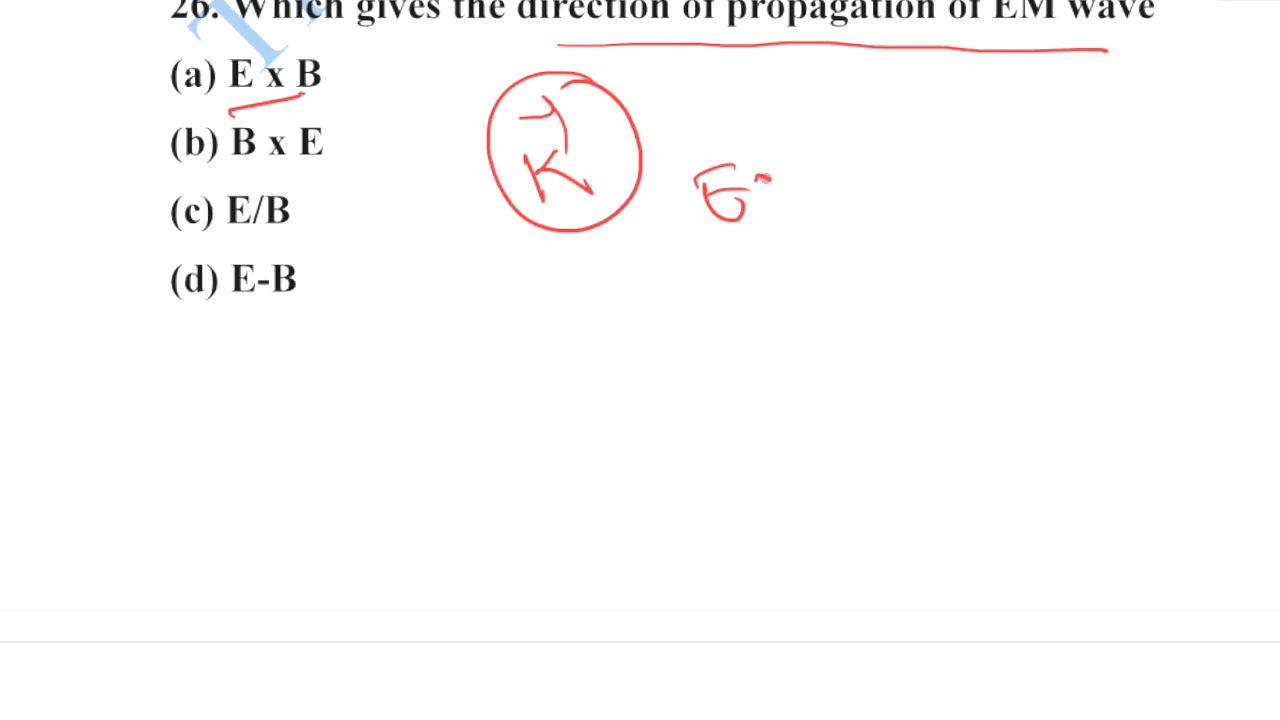 26. Which gives the direction of propagation of EM wave
(a) E x B
(b) B x E
(c) E/B
(d) E-B
K
E